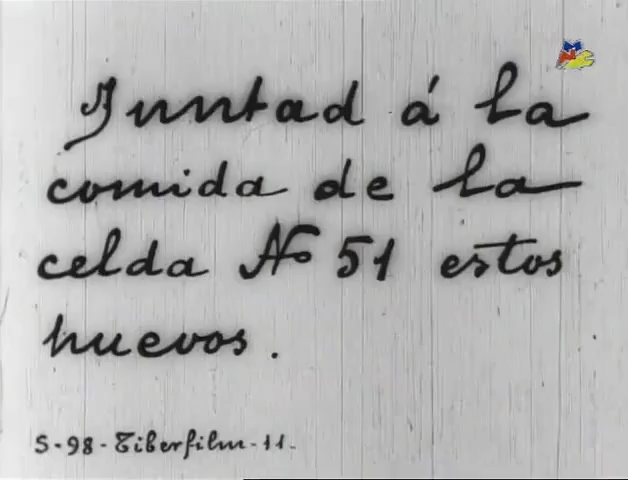 Juntad á la
comida de la
celda No 51 estos
huevos.
S-98-Tiberfilm-11.